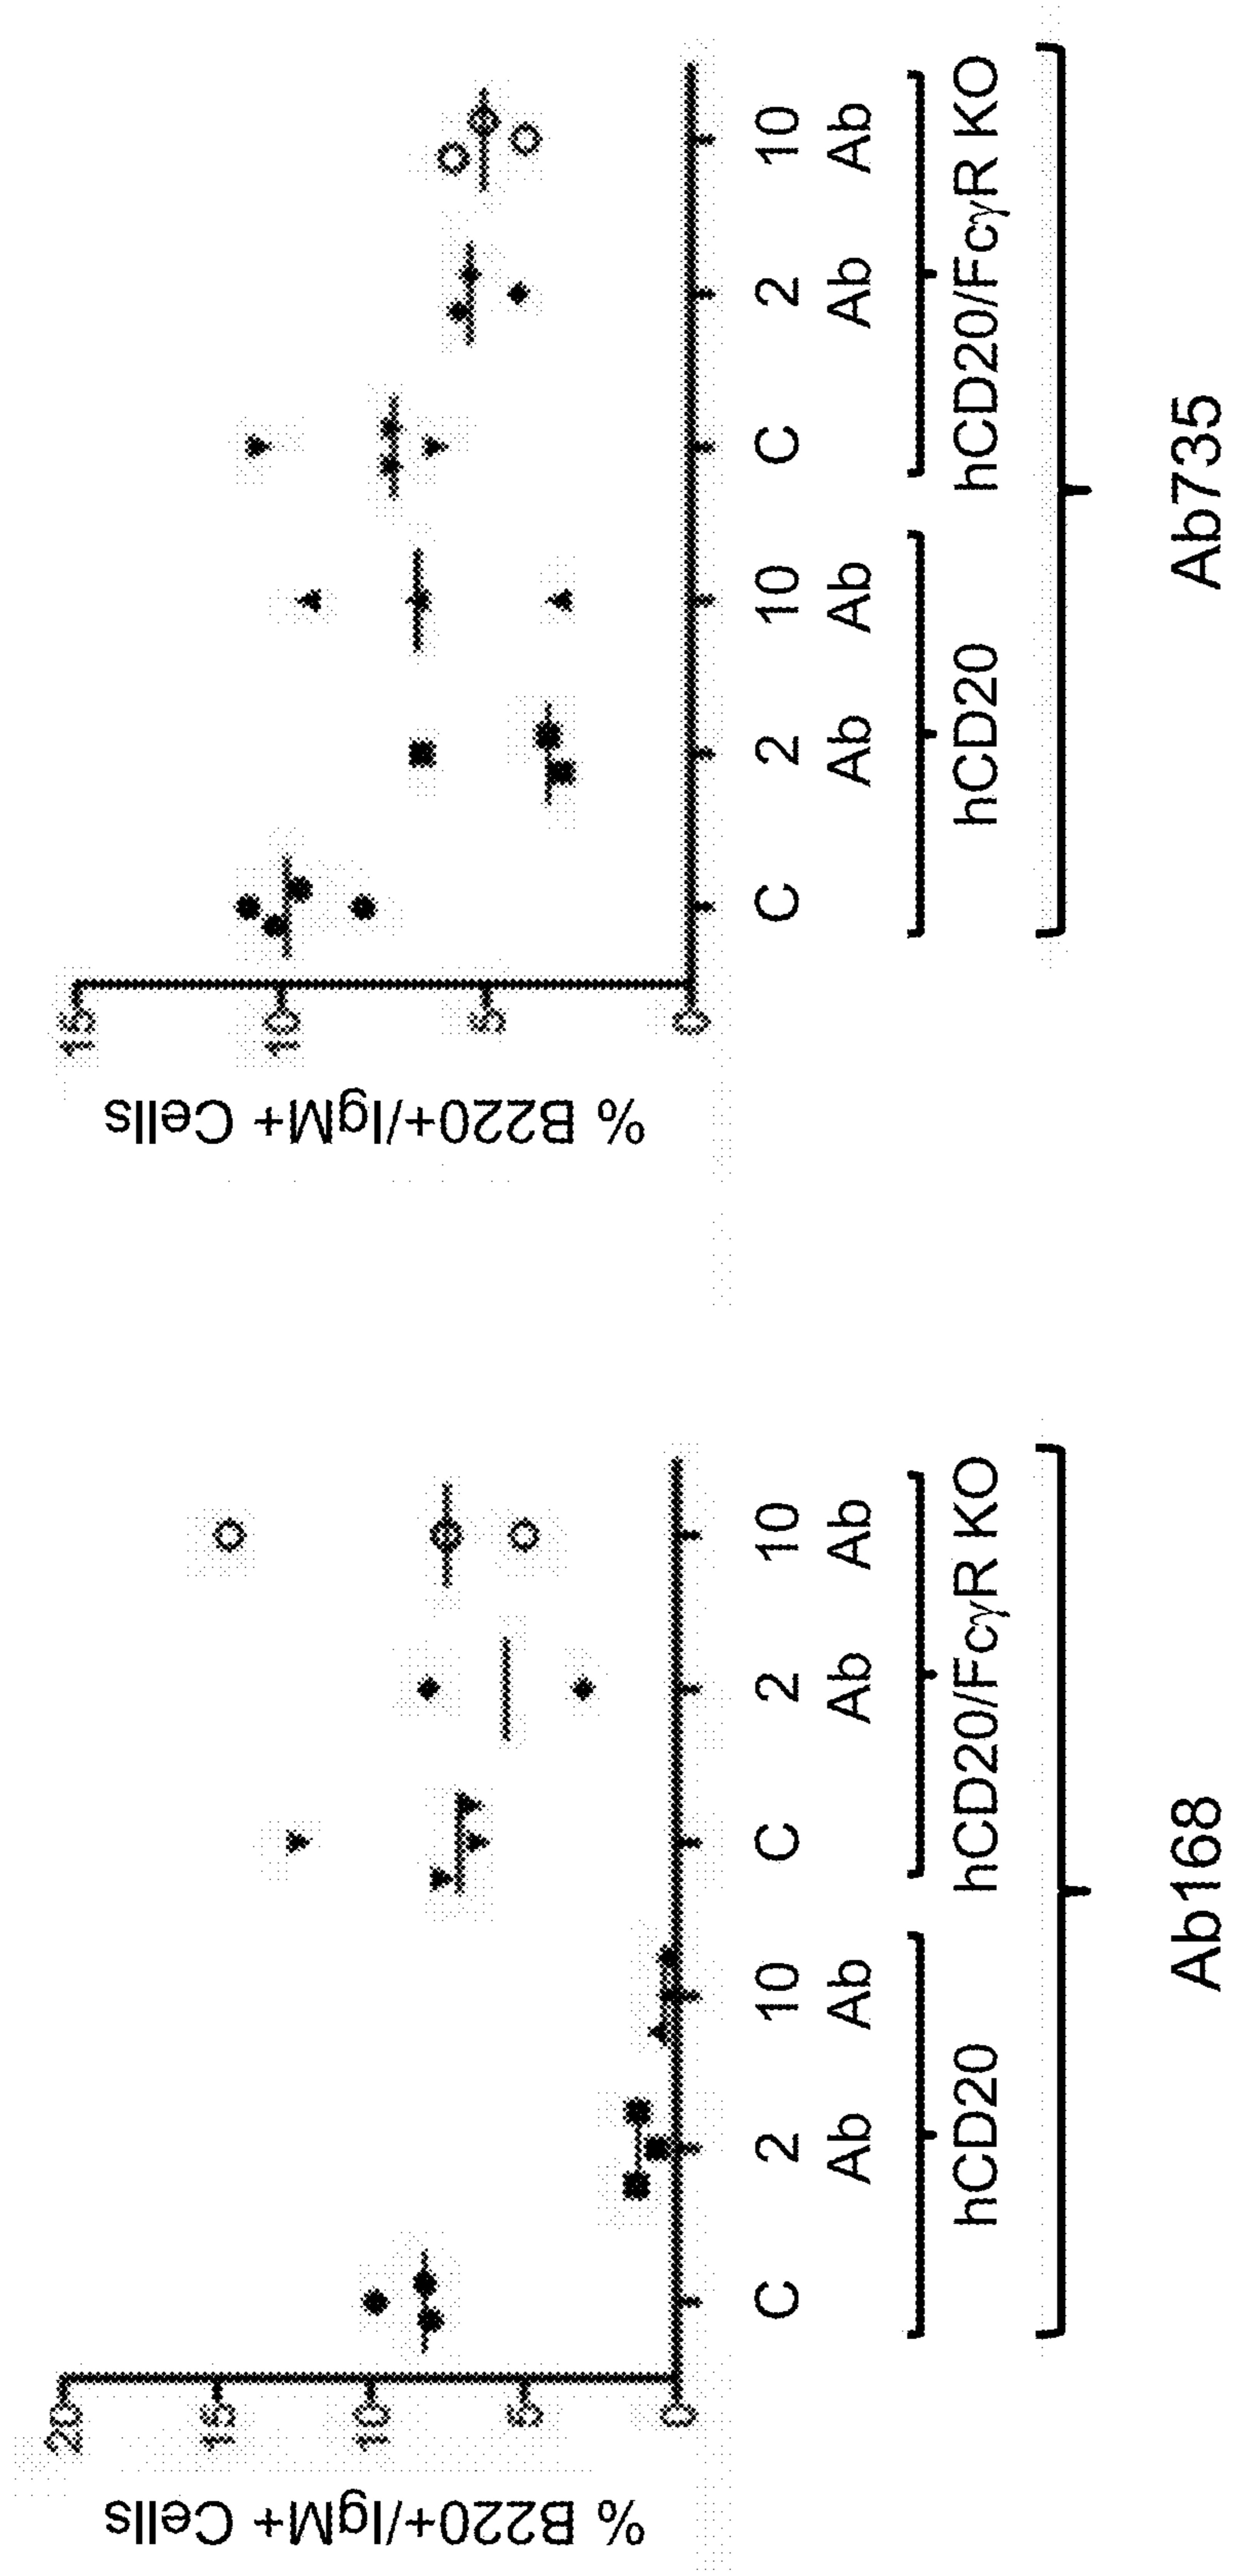 % B220+/IgM+ Cells
20
15
10
5
0
C 2 10 C 2 10
Ab Ab Ab Ab
hCD20 hCD20/FcγR KO
Ab168
% B220+/IgM+ Cells
15
10
5
0
C 2 10 C 2 10
Ab Ab Ab Ab
hCD20 hCD20/FcγR KO
Ab735